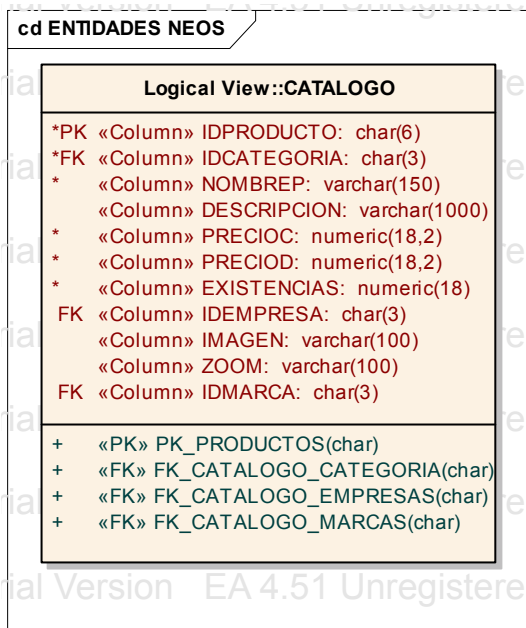 cd ENTIDADES NEOS
Logical View::CATALOGO
*PK «Column» IDPRODUCTO: char(6)
*FK «Column» IDCATEGORIA: char(3)
* «Column» NOMBREP: varchar(150)
«Column» DESCRIPCION: varchar(1000)
* «Column» PRECIOC: numeric(18,2)
* «Column» PRECIOD: numeric(18,2)
* «Column» EXISTENCIAS: numeric(18)
FK «Column» IDEMPRESA: char(3)
«Column» IMAGEN: varchar(100)
«Column» ZOOM: varchar(100)
FK «Column» IDMARCA: char(3)
+ «PK» PK_PRODUCTOS(char)
+ «FK» FK_CATALOGO_CATEGORIA(char)
+ «FK» FK_CATALOGO_EMPRESAS(char)
+ «FK» FK_CATALOGO_MARCAS(char)
rial Version EA 4.51 Unregistere